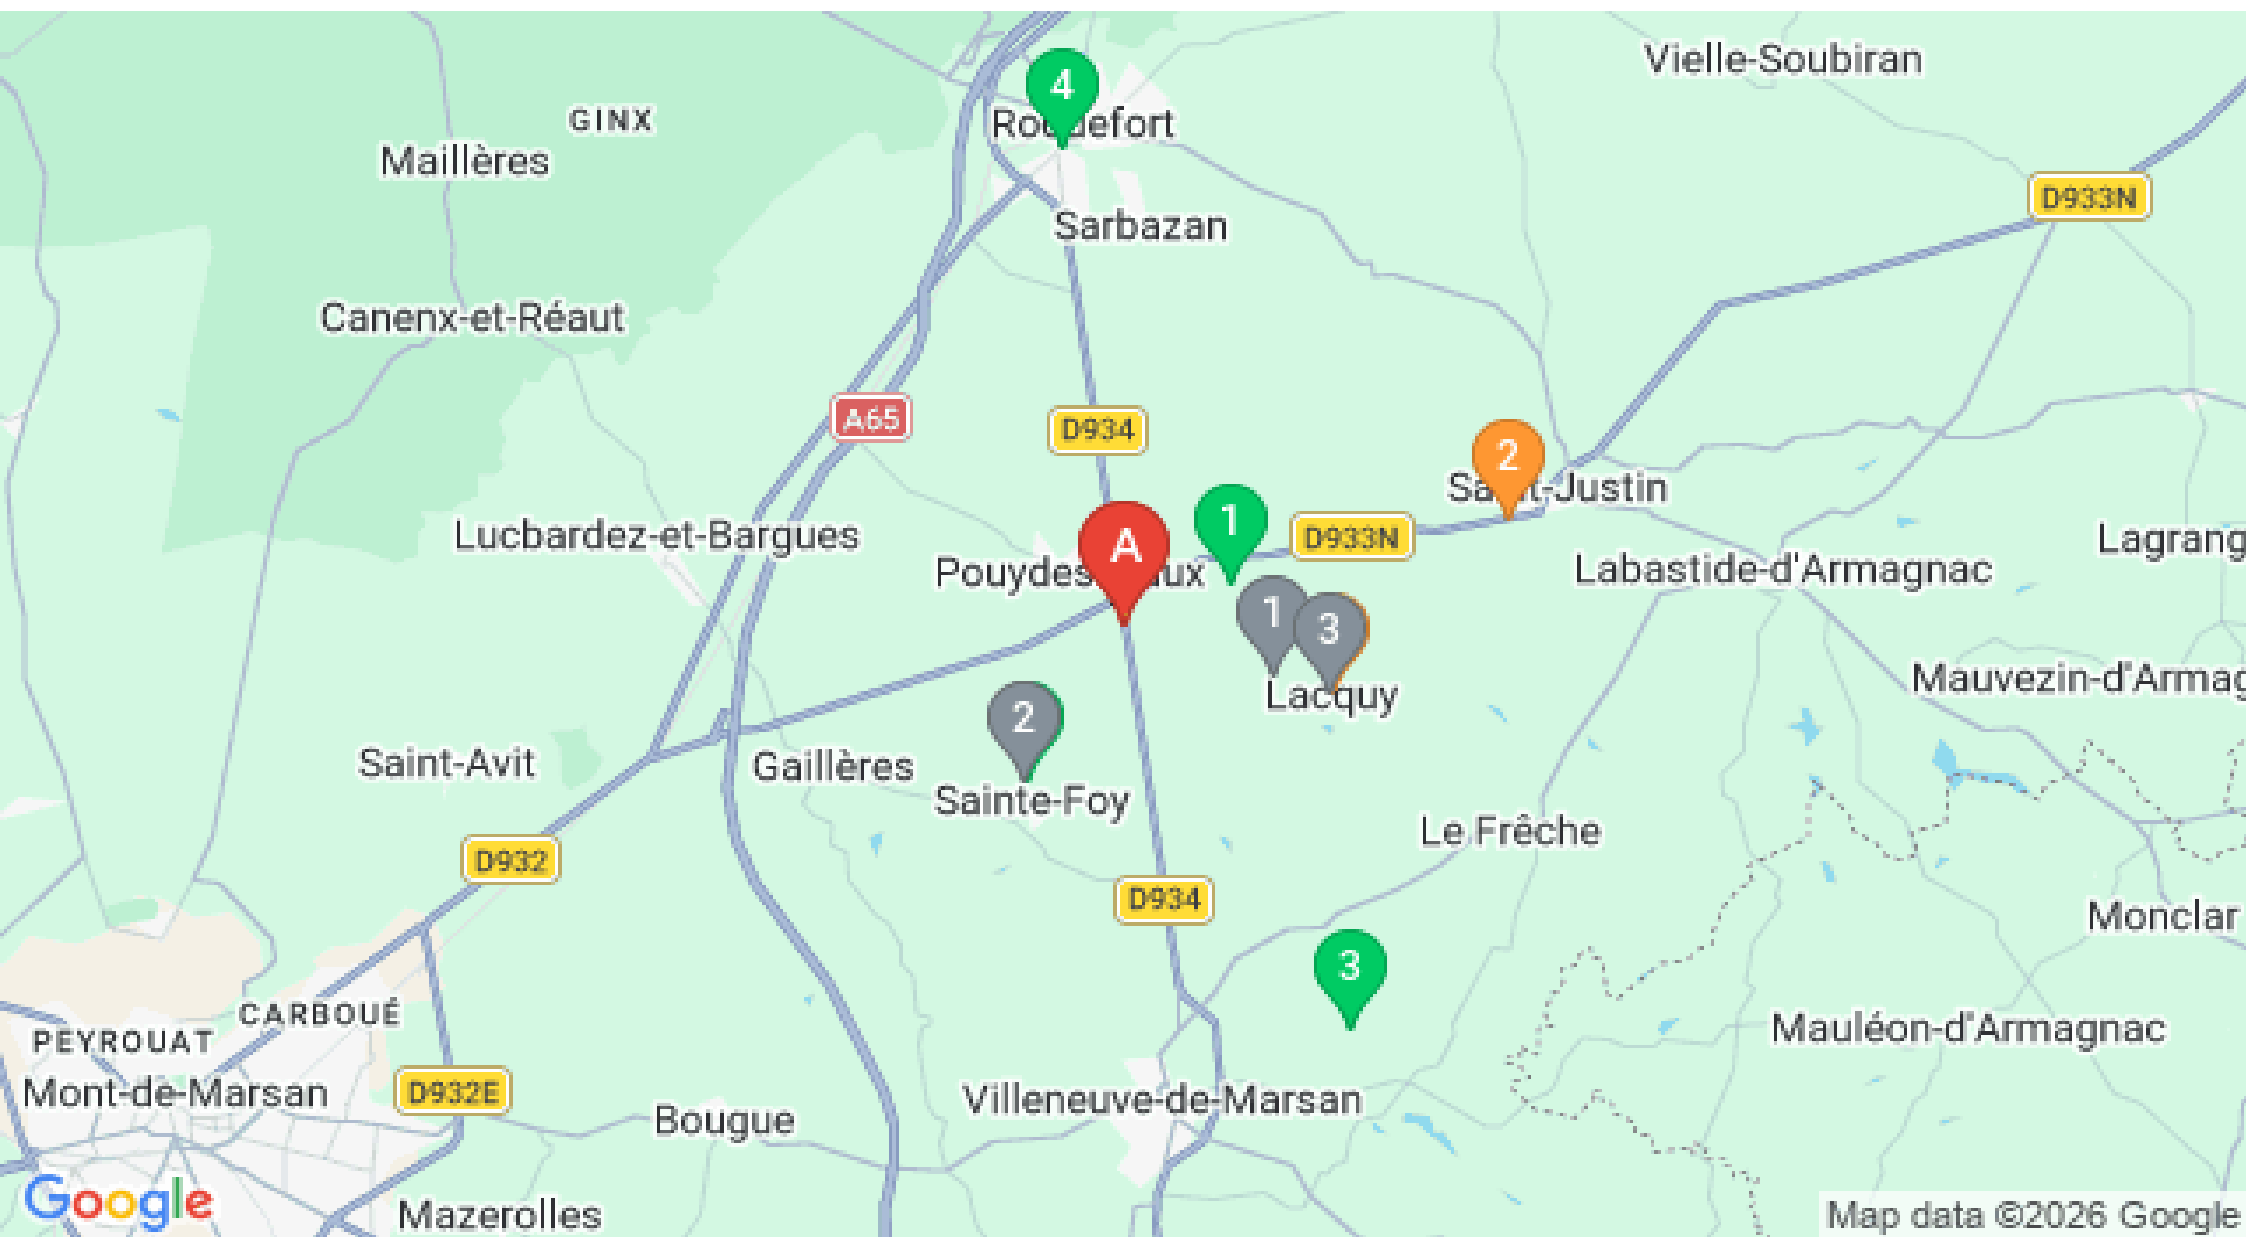 Vielle-Soubiran
4
GINX
Roquefort
Maillères
D933N
Sarbazan
Canenx-et-Réaut
A65
D934
2
Saint-Justin
1
Lucbardez-et-Bargues
A
D933N
Lagrang
Pouydes ux
Labastide-d'Armagnac
1
3
Mauvezin-d'Armag
Lacquy
2
Saint-Avit
Gaillères
Sainte-Foy
Le Frêche
D932
D934
Monclar
3
CARBOUÉ
PEYROUAT
Mauléon-d'Armagnac
Mont-de-Marsan
D932E
Villeneuve-de-Marsan
Bougue
Google
Mazerolles
Map data ©2026 Google